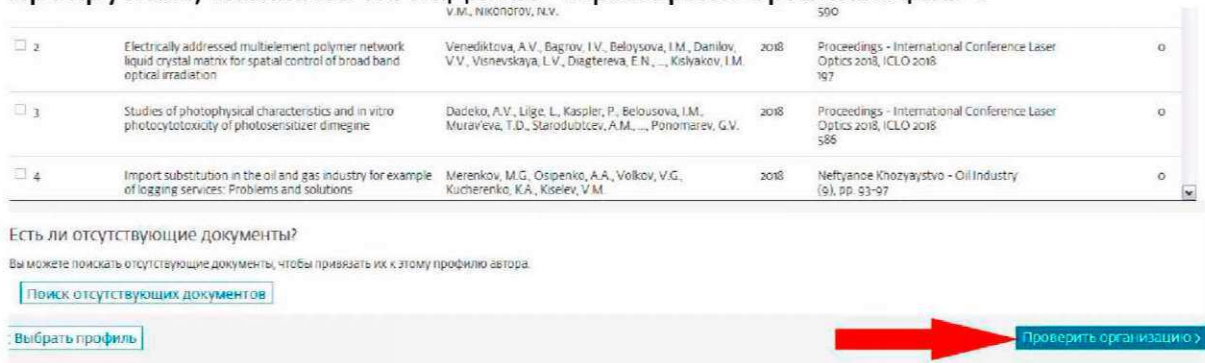 V.M., Nikonorov, N.V.
590
2
Electrically addressed multielement polymer network
liquid crystal matrix for spatial control of broad band
optical irradiation
Venediktova, A.V., Bagrov, I.V., Beloysova, I.M., Danilov,
V.V., Visnevskaya, L.V., Diagtereva, E.N., ..., Kislyakov, I.M.
2018
Proceedings - International Conference Laser
Optics 2018, ICLO 2018
197
0
3
Studies of photophysical characteristics and in vitro
photocytotoxicity of photosensitizer dimegine
Dadeko, A.V., Lilge, L., Kaspler, P., Belousova, I.M.,
Murav'eva, T.D., Starodubtcev, A.M., ..., Ponomarev, G.V.
2018
Proceedings - International Conference Laser
Optics 2018, ICLO 2018
586
0
4
Import substitution in the oil and gas industry for example
of logging services: Problems and solutions
Merenkov, M.G., Osipenko, A.A., Volkov, V.G.,
Kucherenko, K.A., Kiselev, V.M.
2018
Neftyanoe Khozyaystvo - Oil Industry
(9), pp. 93-97
0
Есть ли отсутствующие документы?
Вы можете поискать отсутствующие документы, чтобы привязать их к этому профилю автора.
Поиск отсутствующих документов
Выбрать профиль
Проверить организацию >